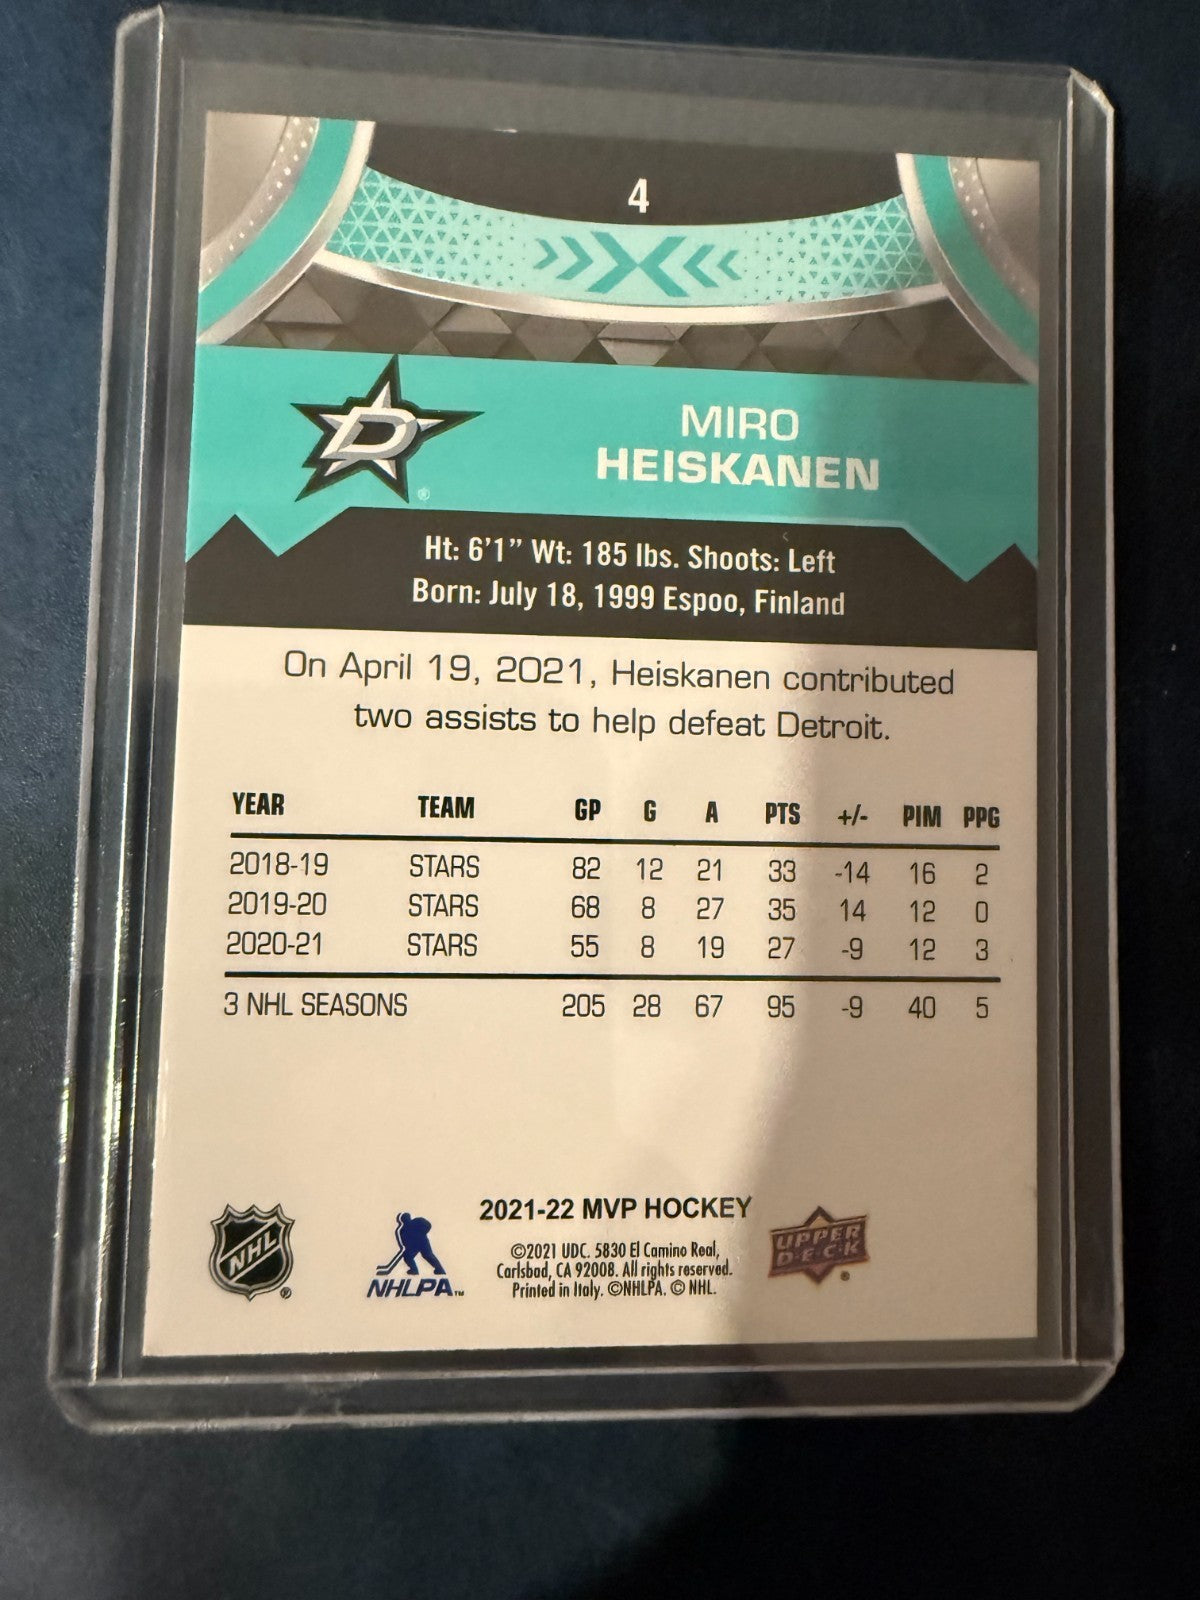 4
D
®
MIRO
HEISKANEN
Ht: 6'1" Wt: 185 lbs. Shoots: Left
Born: July 18, 1999 Espoo, Finland
On April 19, 2021, Heiskanen contributed
two assists to help defeat Detroit.
YEAR TEAM GP G A PTS +/- PIM PPG
2018-19 STARS 82 12 21 33 -14 16 2
2019-20 STARS 68 8 27 35 14 12 0
2020-21 STARS 55 8 19 27 -9 12 3
3 NHL SEASONS 205 28 67 95 -9 40 5
2021-22 MVP HOCKEY
©2021 UDC. 5830 El Camino Real,
Carlsbad, CA 92008. All rights reserved.
Printed in Italy. ©NHLPA. © NHL.
NHL ®
NHLPA™
UPPER
DECK ®